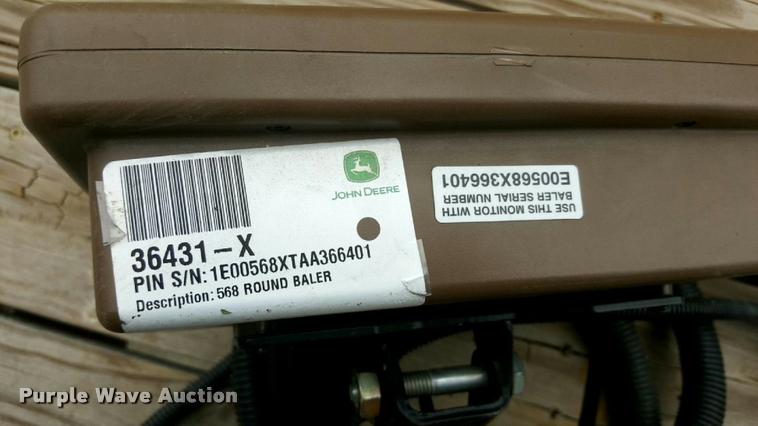 JOHN DEERE
36431-X
PIN S/N: 1E00568XTAA366401
Description: 568 ROUND BALER
USE THIS MONITOR WITH
BALER SERIAL NUMBER
E00568X366401
Purple Wave Auction